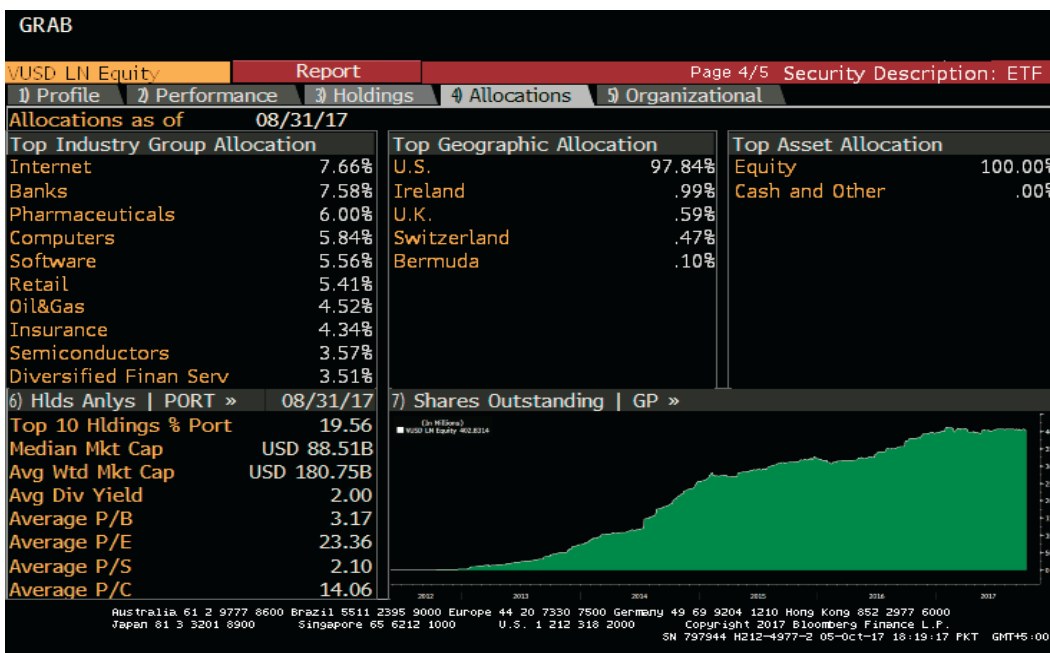 GRAB
VUSD LN Equity Report Page 4/5 Security Description: ETF
1) Profile 2) Performance 3) Holdings 4) Allocations 5) Organizational
Allocations as of 08/31/17
Top Industry Group Allocation Top Geographic Allocation Top Asset Allocation
Internet 7.66% U.S. 97.84% Equity 100.00%
Banks 7.58% Ireland .99% Cash and Other .00%
Pharmaceuticals 6.00% U.K. .59%
Computers 5.84% Switzerland .47%
Software 5.56% Bermuda .10%
Retail 5.41%
Oil&Gas 4.52%
Insurance 4.34%
Semiconductors 3.57%
Diversified Finan Serv 3.51%
6) Hlds Anlys | PORT » 08/31/17 7) Shares Outstanding | GP »
(In Millions)
VUSD LN Equity 402.8314
Top 10 Hldings % Port 19.56
Median Mkt Cap USD 88.51B
Avg Wtd Mkt Cap USD 180.75B
Avg Div Yield 2.00
Average P/B 3.17
Average P/E 23.36
Average P/S 2.10
Average P/C 14.06
2012 2013 2014 2015 2016 2017
Australia 61 2 9777 8600 Brazil 5511 2395 9000 Europe 44 20 7330 7500 Germany 49 69 9204 1210 Hong Kong 852 2977 6000
Japan 81 3 3201 8900 Singapore 65 6212 1000 U.S. 1 212 318 2000 Copyright 2017 Bloomberg Finance L.P.
SN 797944 H212-4977-2 05-Oct-17 18:19:17 PKT GMT+5:00